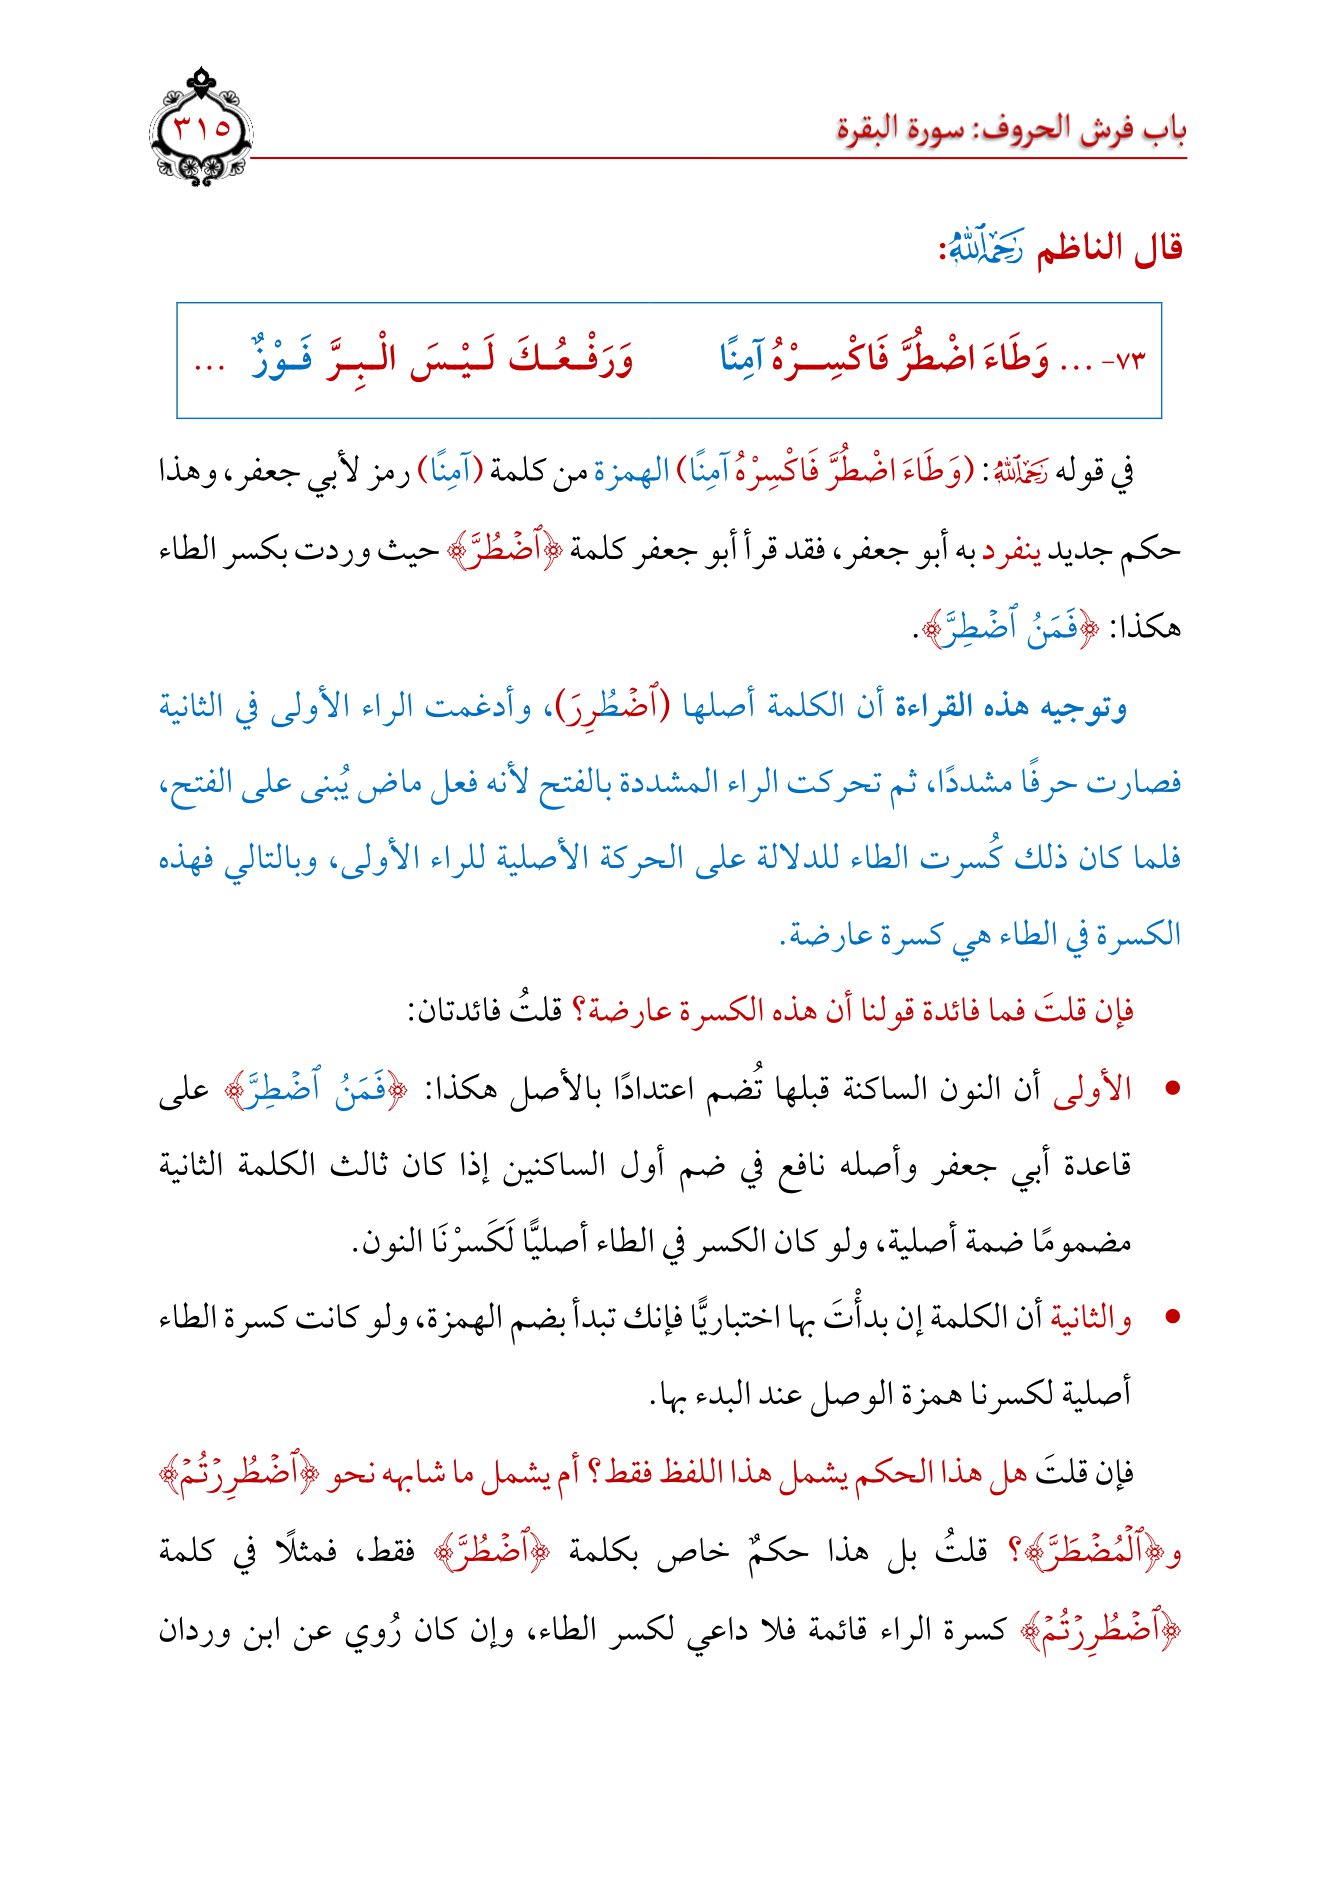 باب فرش الحروف: سورة البقرة
٣١٥
قال الناظم رَحِمَهُ ٱللَّهُ:
٧٣- ... وَطَاءَ اضْطُرَّ فَاكْسِـرْهُ آمِنًا وَرَفْـعُـكَ لَـيْـسَ الْـبِـرَّ فَـوْزٌ ...
في قوله رَحِمَهُ ٱللَّهُ: (وَطَاءَ اضْطُرَّ فَاكْسِرْهُ آمِنًا) الهمزة من كلمة (آمِنًا) رمز لأبي جعفر، وهذا
حكم جديد ينفرد به أبو جعفر، فقد قرأ أبو جعفر كلمة ﴿ٱضْطُرَّ﴾ حيث وردت بكسر الطاء
هكذا: ﴿فَمَنُ ٱضْطِرَّ﴾.
وتوجيه هذه القراءة أن الكلمة أصلها (ٱضْطُرِرَ)، وأدغمت الراء الأولى في الثانية
فصارت حرفًا مشددًا، ثم تحركت الراء المشددة بالفتح لأنه فعل ماض يُبنى على الفتح،
فلما كان ذلك كُسرت الطاء للدلالة على الحركة الأصلية للراء الأولى، وبالتالي فهذه
الكسرة في الطاء هي كسرة عارضة.
فإن قلتَ فما فائدة قولنا أن هذه الكسرة عارضة؟ قلتُ فائدتان:
• الأولى أن النون الساكنة قبلها تُضم اعتدادًا بالأصل هكذا: ﴿فَمَنُ ٱضْطِرَّ﴾ على
قاعدة أبي جعفر وأصله نافع في ضم أول الساكنين إذا كان ثالث الكلمة الثانية
مضمومًا ضمة أصلية، ولو كان الكسر في الطاء أصليًّا لَكَسرْنَا النون.
• والثانية أن الكلمة إن بدأْتَ بها اختباريًّا فإنك تبدأ بضم الهمزة، ولو كانت كسرة الطاء
أصلية لكسرنا همزة الوصل عند البدء بها.
فإن قلتَ هل هذا الحكم يشمل هذا اللفظ فقط؟ أم يشمل ما شابهه نحو ﴿ٱضْطُرِرْتُمْ﴾
و﴿ٱلْمُضْطَرَّ﴾؟ قلتُ بل هذا حكمٌ خاص بكلمة ﴿ٱضْطُرَّ﴾ فقط، فمثلًا في كلمة
﴿ٱضْطُرِرْتُمْ﴾ كسرة الراء قائمة فلا داعي لكسر الطاء، وإن كان رُوي عن ابن وردان